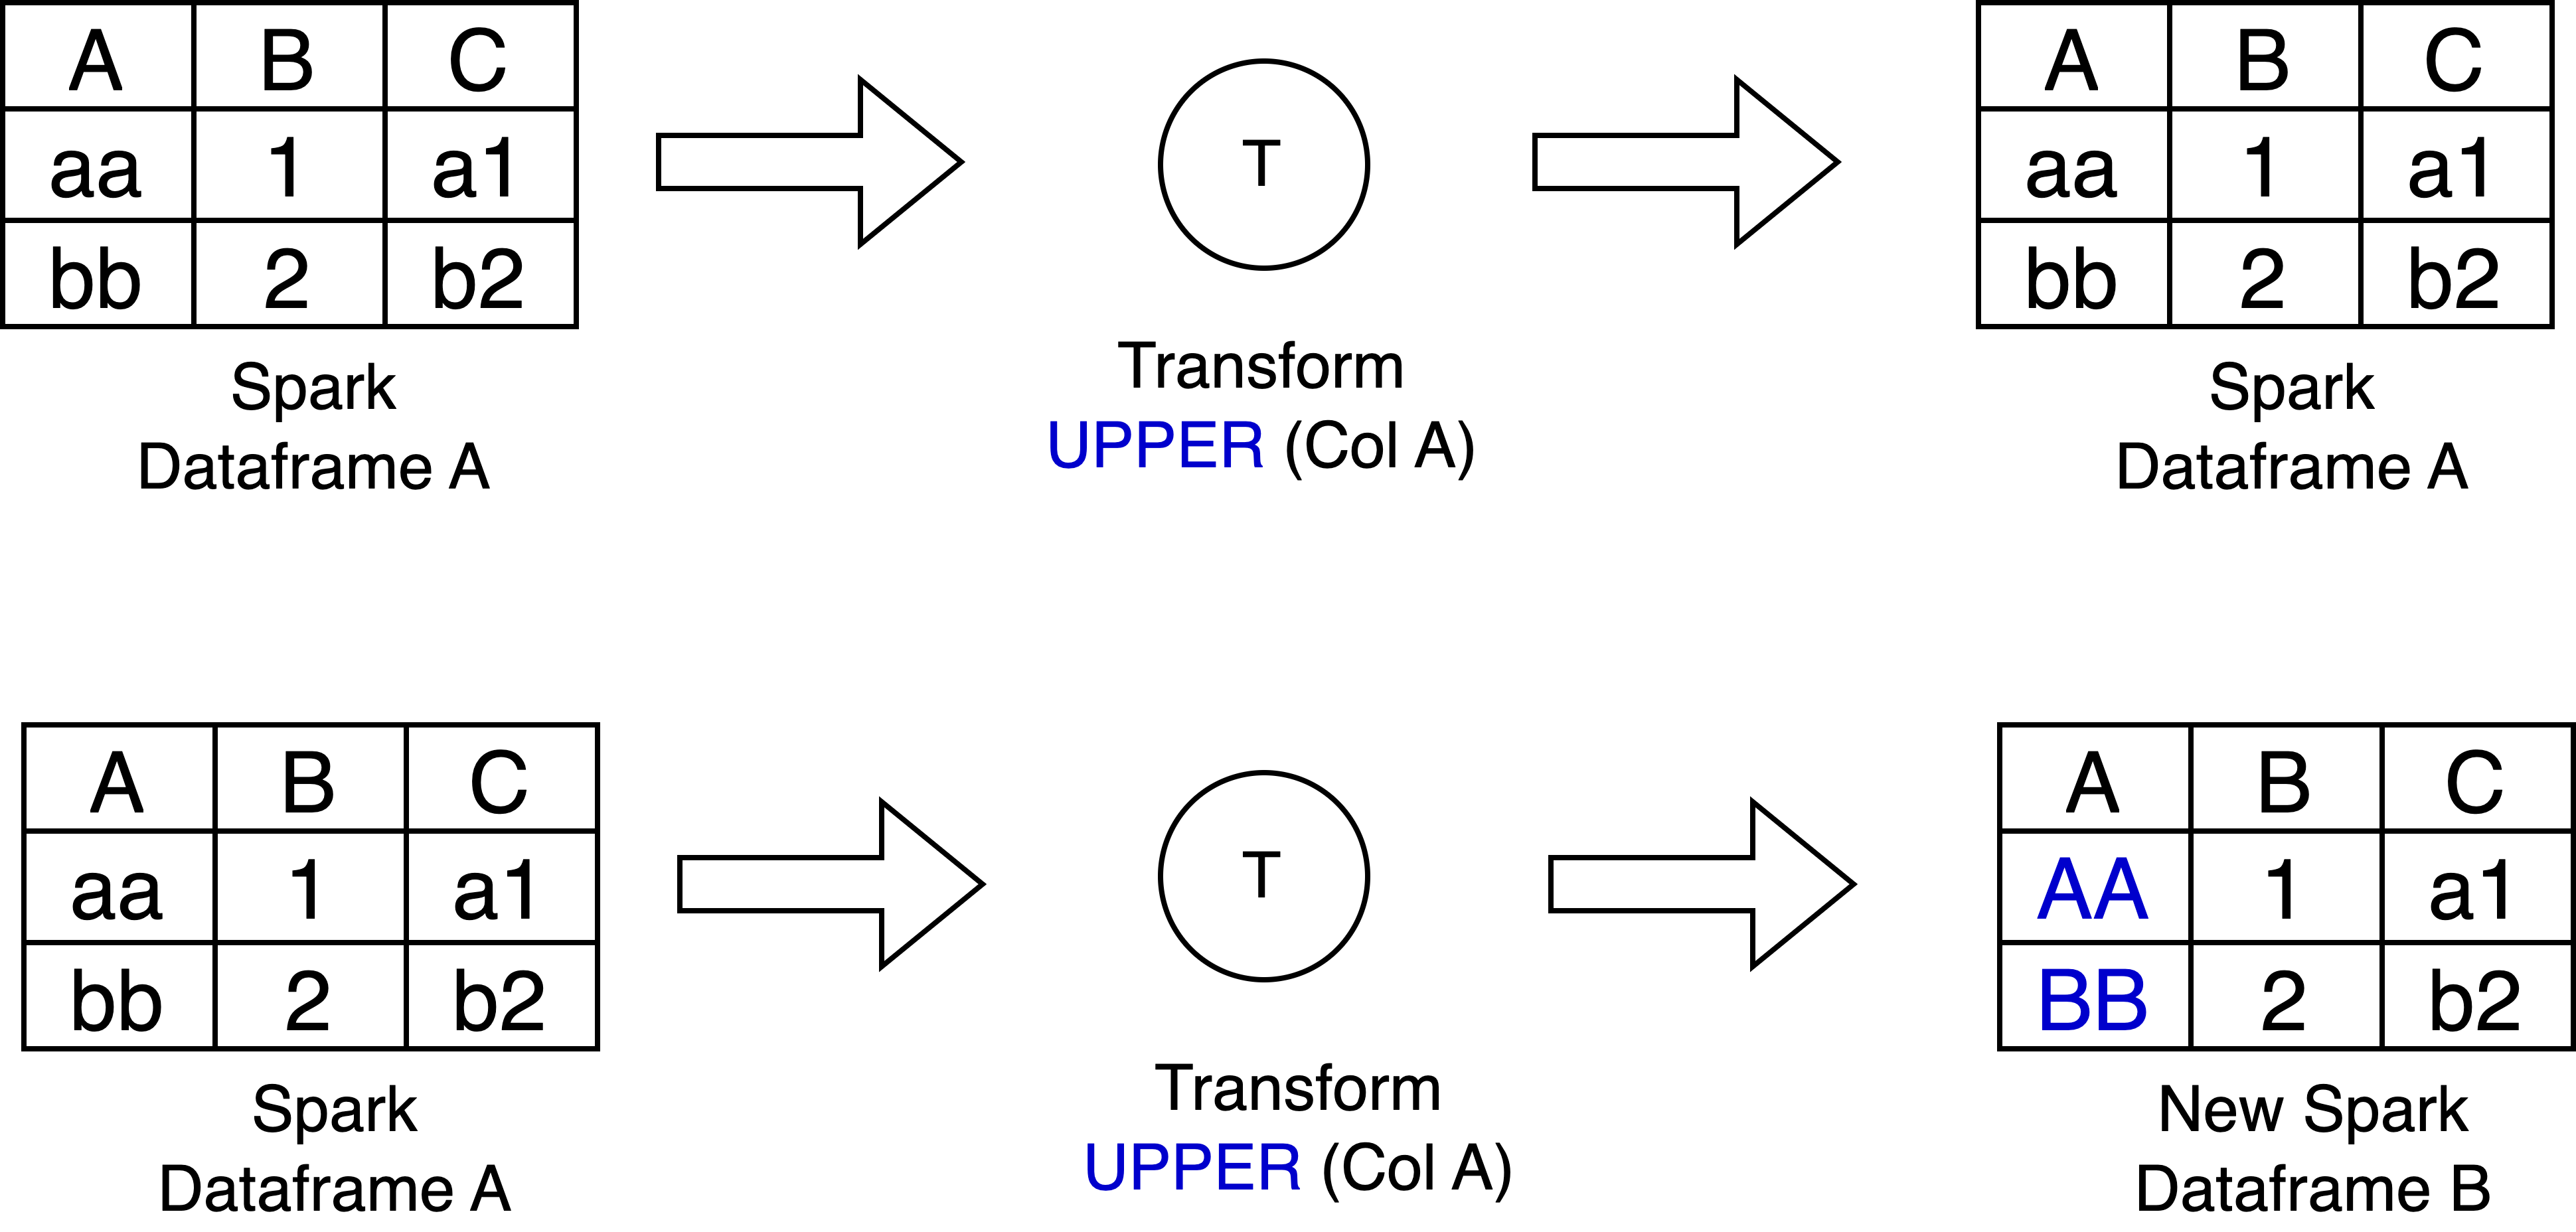 A B C
aa 1 a1
bb 2 b2
Spark
Dataframe A
T
Transform
UPPER (Col A)
A B C
aa 1 a1
bb 2 b2
Spark
Dataframe A
A B C
aa 1 a1
bb 2 b2
Spark
Dataframe A
T
Transform
UPPER (Col A)
A B C
AA 1 a1
BB 2 b2
New Spark
Dataframe B